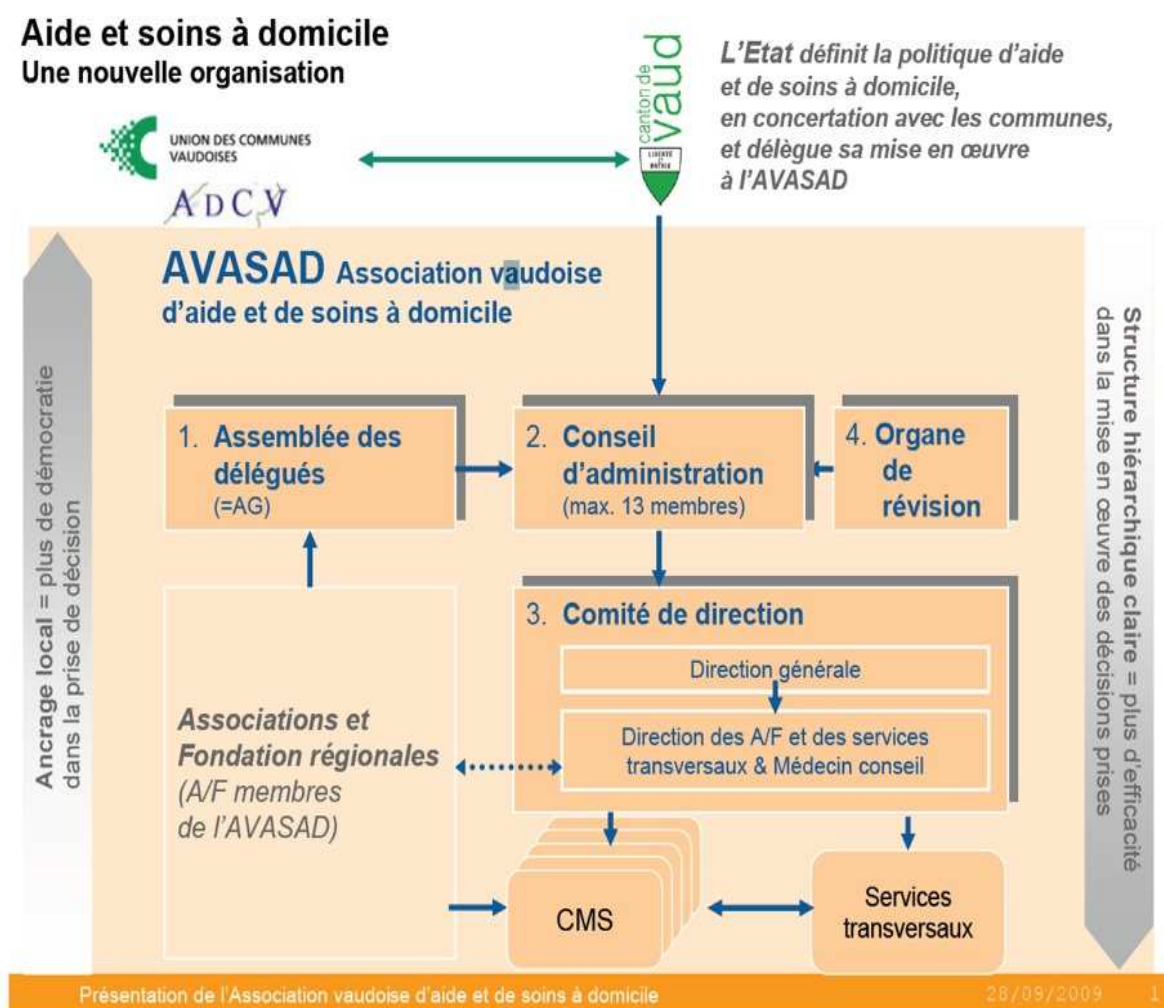 Aide et soins à domicile
Une nouvelle organisation
UNION DES COMMUNES
VAUDOISES
ADCV
canton de
vaud
LIBERTÉ
ET
PATRIE
L'Etat définit la politique d'aide
et de soins à domicile,
en concertation avec les communes,
et délègue sa mise en œuvre
à l'AVASAD
AVASAD Association vaudoise
d'aide et de soins à domicile
Ancrage local = plus de démocratie
dans la prise de décision
Structure hiérarchique claire = plus d'efficacité
dans la mise en œuvre des décisions prises
1. Assemblée des
délégués
(=AG)
2. Conseil
d'administration
(max. 13 membres)
4. Organe
de
révision
3. Comité de direction
Direction générale
Direction des A/F et des services
transversaux & Médecin conseil
Associations et
Fondation régionales
(A/F membres
de l'AVASAD)
CMS
Services
transversaux
Présentation de l'Association vaudoise d'aide et de soins à domicile
28/09/2009 1